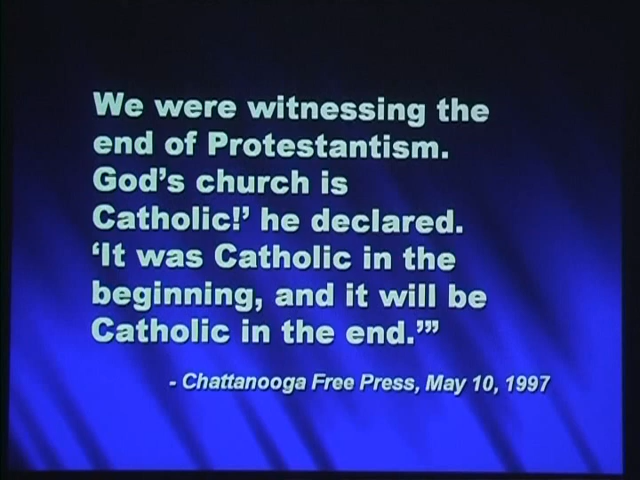 We were witnessing the
end of Protestantism.
God's church is
Catholic!' he declared.
'It was Catholic in the
beginning, and it will be
Catholic in the end.'"
- Chattanooga Free Press, May 10, 1997